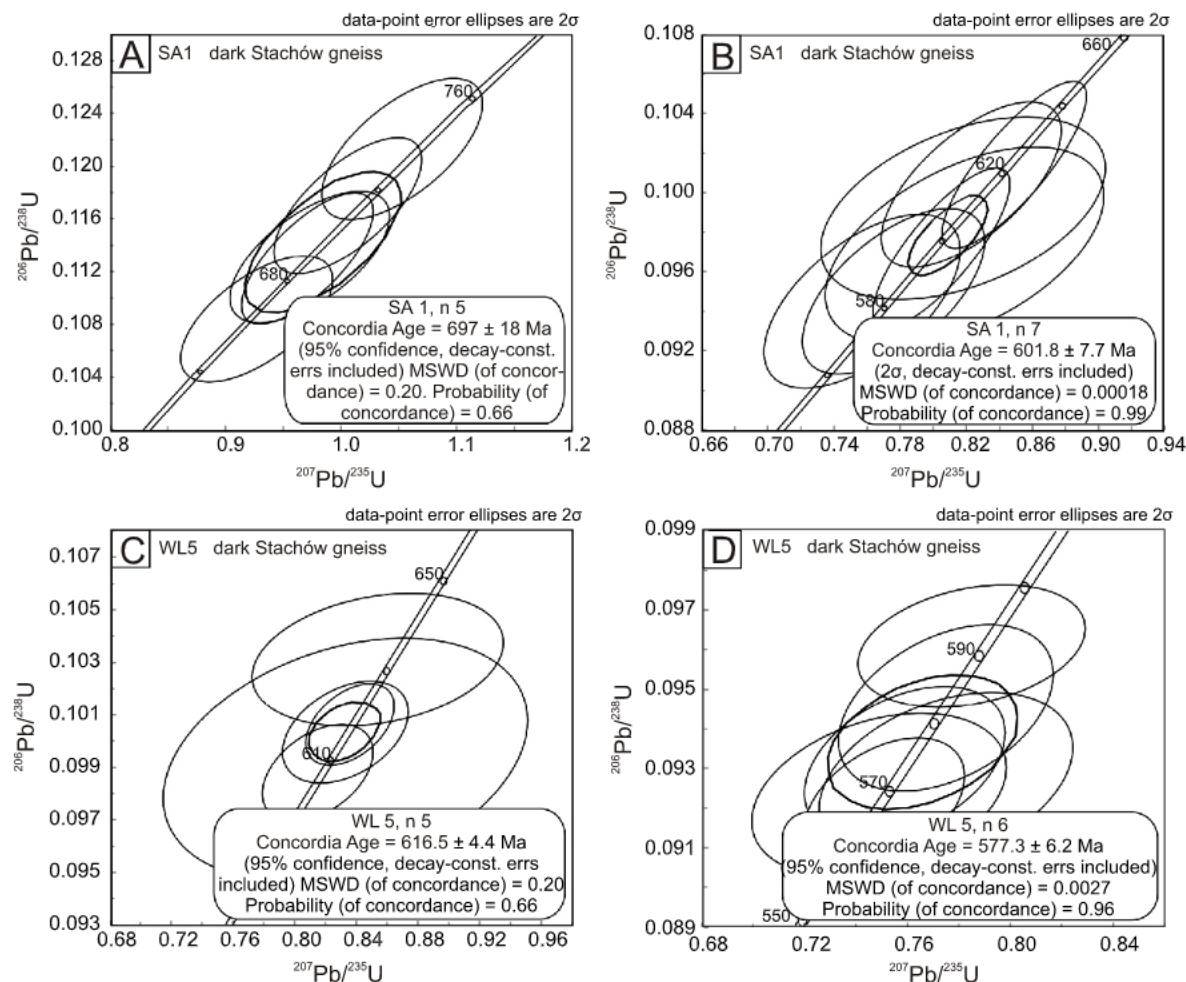 data-point error ellipses are 2σ
A
SA1 dark Stachów gneiss
0.128
0.124
0.120
0.116
0.112
0.108
0.104
0.100
206Pb/238U
760
680
SA 1, n 5
Concordia Age = 697 ± 18 Ma
(95% confidence, decay-const.
errs included) MSWD (of concor-
dance) = 0.20. Probability (of
concordance) = 0.66
0.8 0.9 1.0 1.1 1.2
207Pb/235U
data-point error ellipses are 2σ
B
SA1 dark Stachów gneiss
0.108
0.104
0.100
0.096
0.092
0.088
206Pb/238U
660
620
580
SA 1, n 7
Concordia Age = 601.8 ± 7.7 Ma
(2σ, decay-const. errs included)
MSWD (of concordance) = 0.00018
Probability (of concordance) = 0.99
0.66 0.70 0.74 0.78 0.82 0.86 0.90 0.94
207Pb/235U
data-point error ellipses are 2σ
C
WL5 dark Stachów gneiss
0.107
0.105
0.103
0.101
0.099
0.097
0.095
0.093
206Pb/238U
650
610
WL 5, n 5
Concordia Age = 616.5 ± 4.4 Ma
(95% confidence, decay-const. errs
included) MSWD (of concordance) = 0.20
Probability (of concordance) = 0.66
0.68 0.72 0.76 0.80 0.84 0.88 0.92 0.96
207Pb/235U
data-point error ellipses are 2σ
D
WL5 dark Stachów gneiss
0.099
0.097
0.095
0.093
0.091
0.089
206Pb/238U
590
570
550
WL 5, n 6
Concordia Age = 577.3 ± 6.2 Ma
(95% confidence, decay-const. errs included)
MSWD (of concordance) = 0.0027
Probability (of concordance) = 0.96
0.68 0.72 0.76 0.80 0.84
207Pb/235U